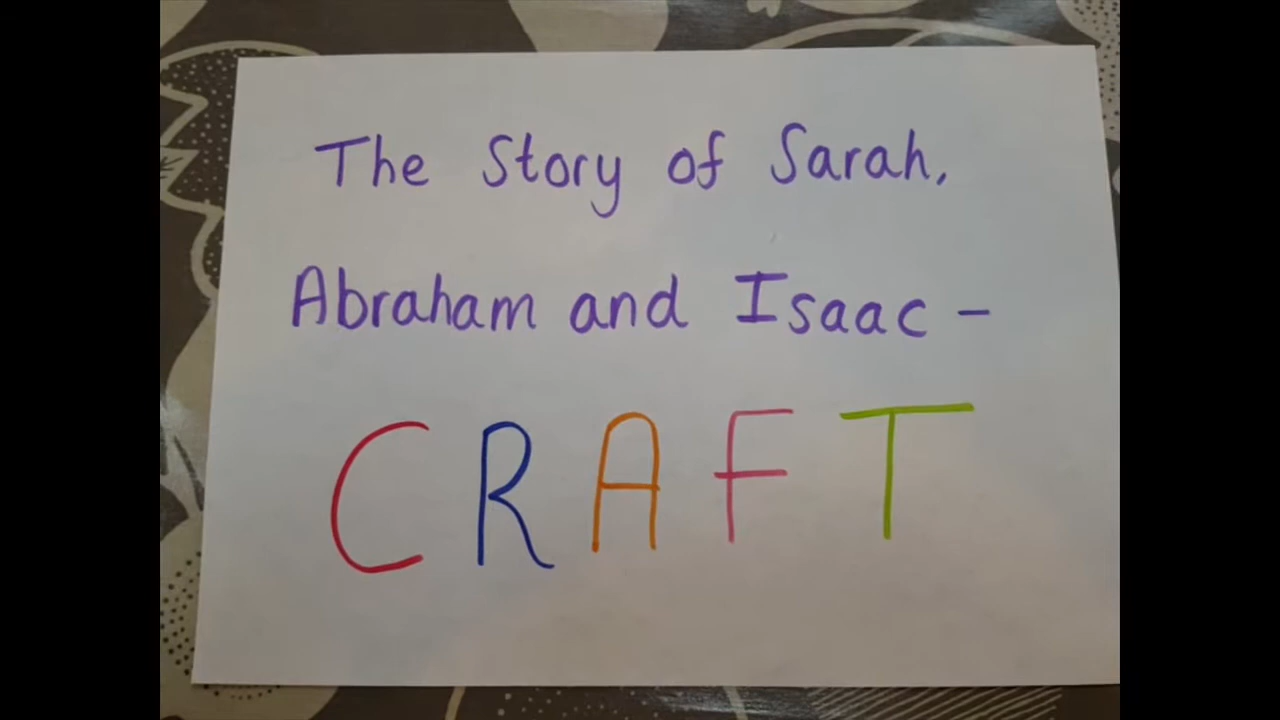 The Story of Sarah,
Abraham and Isaac -
CRAFT